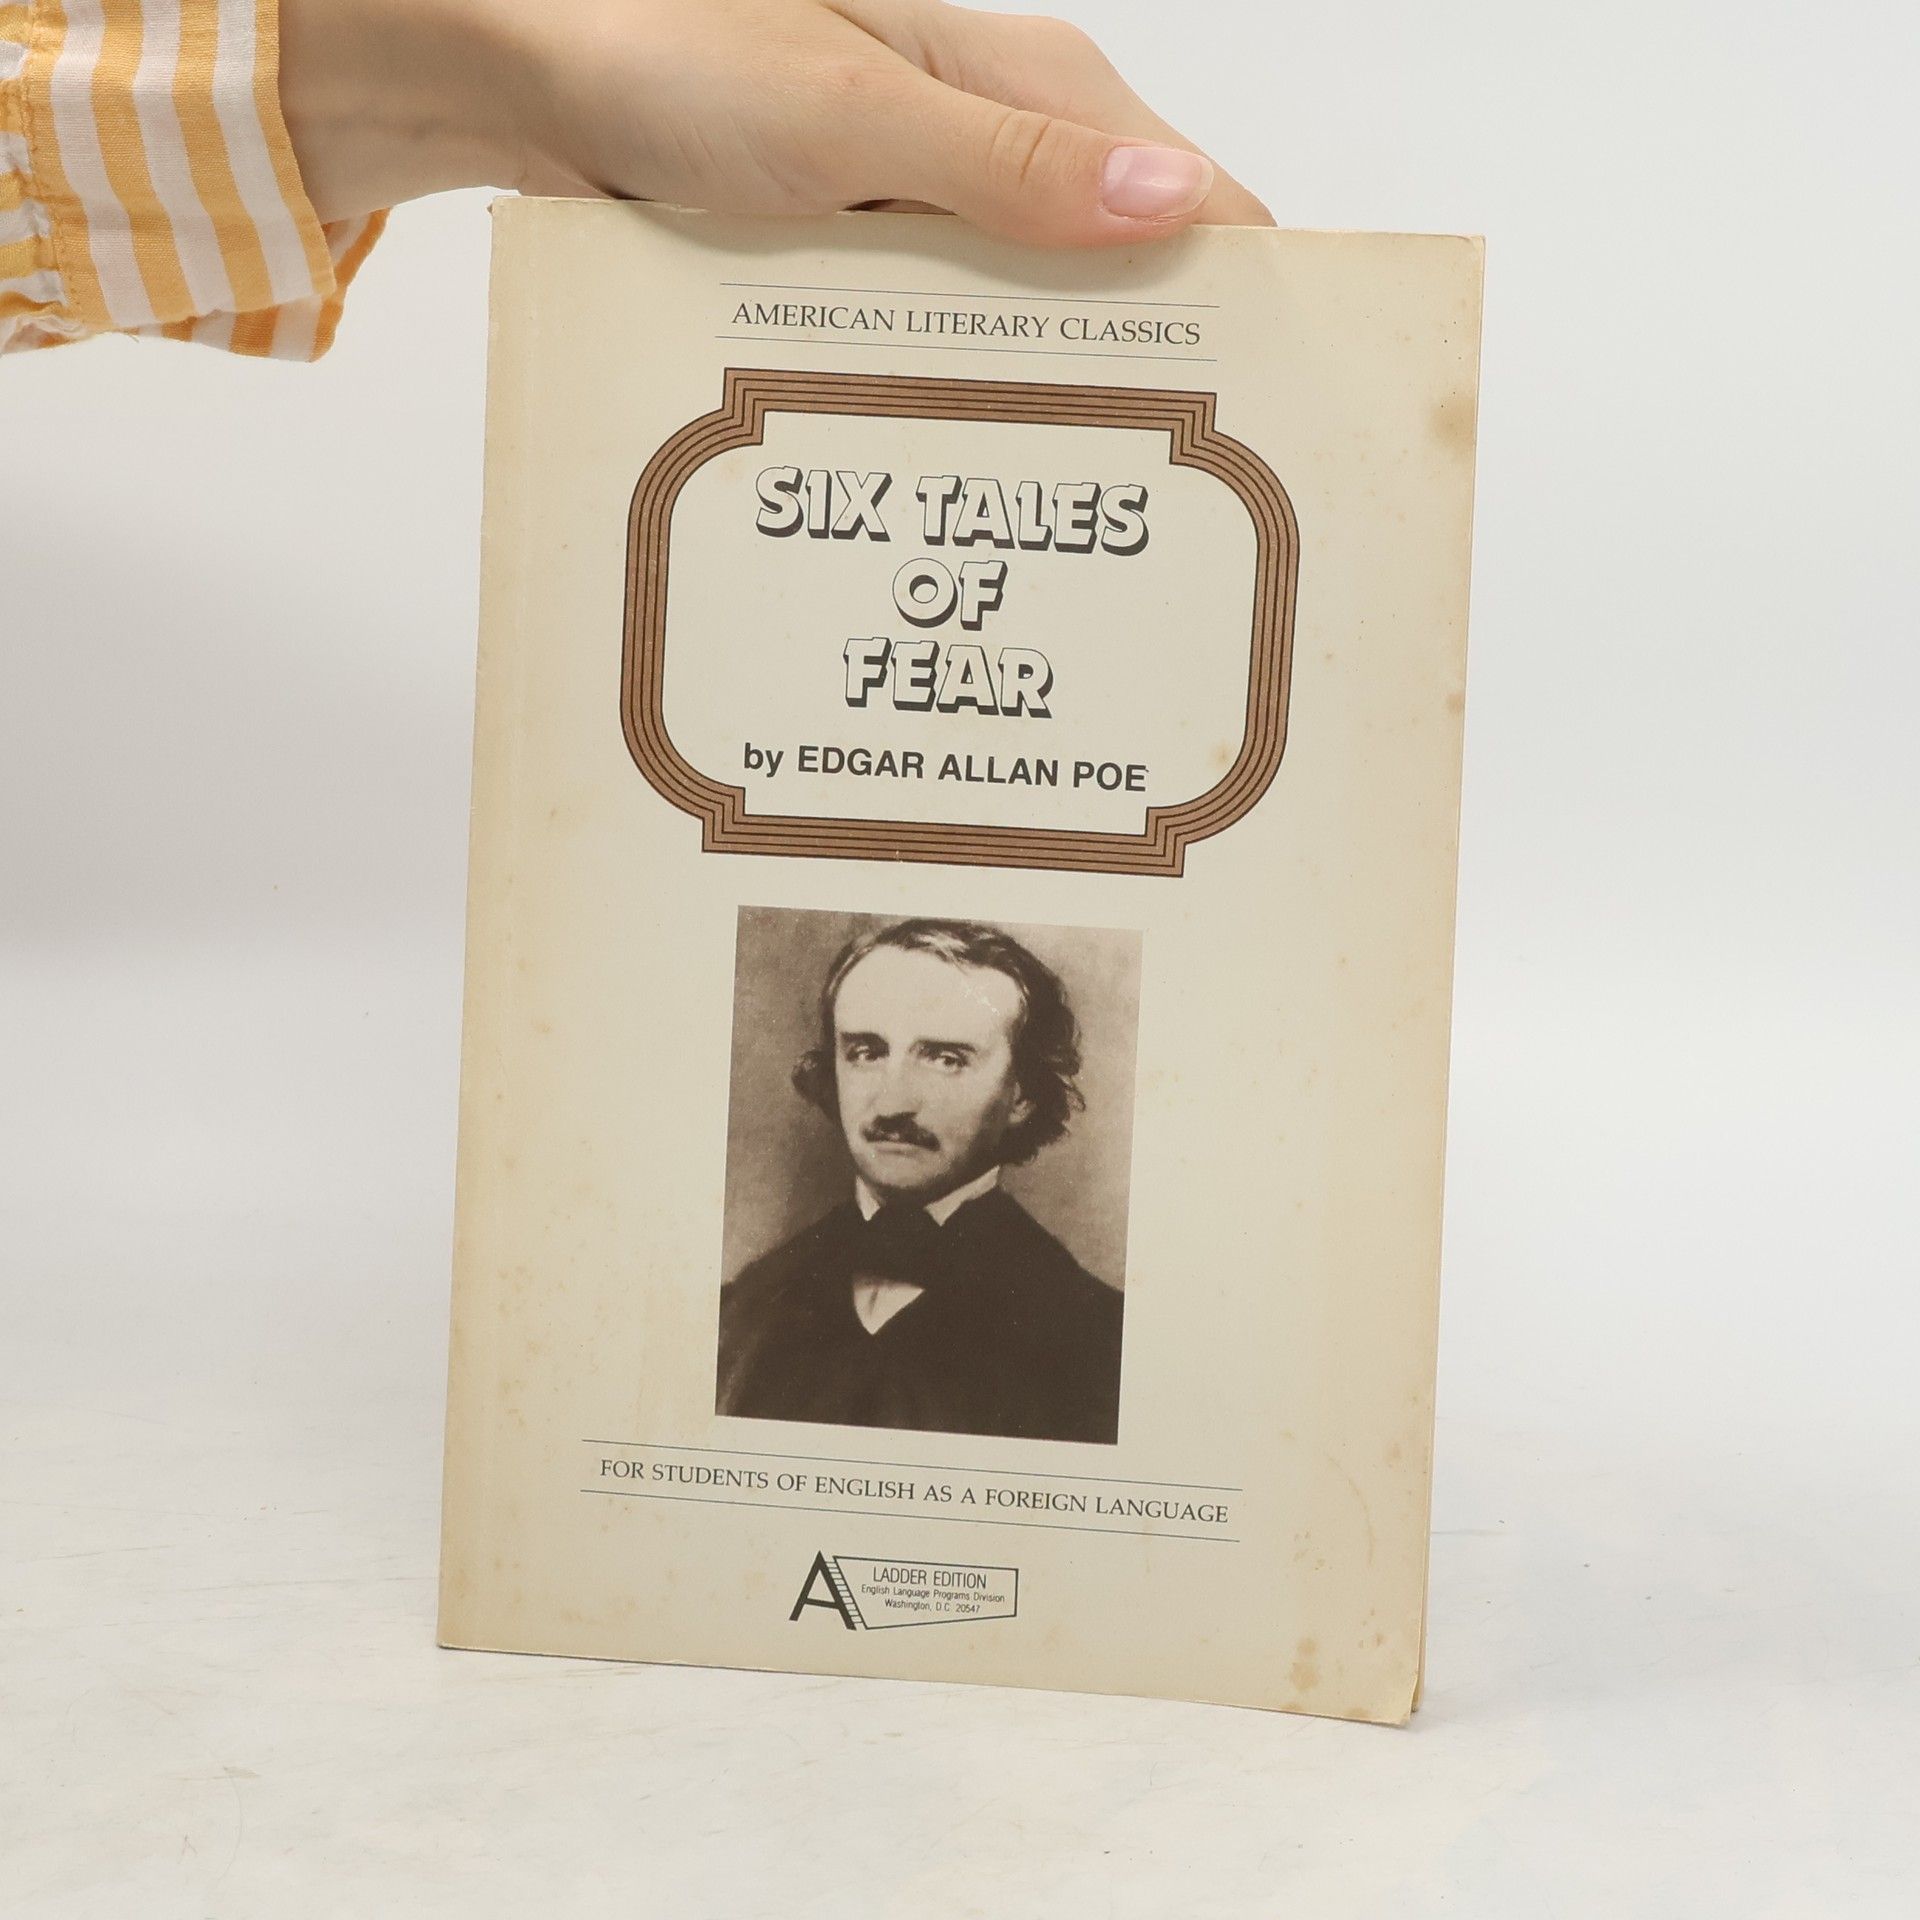 AMERICAN LITERARY CLASSICS
SIX TALES
OF
FEAR
by EDGAR ALLAN POE
FOR STUDENTS OF ENGLISH AS A FOREIGN LANGUAGE
A
LADDER EDITION
English Language Programs Division
Washington, D.C. 20547